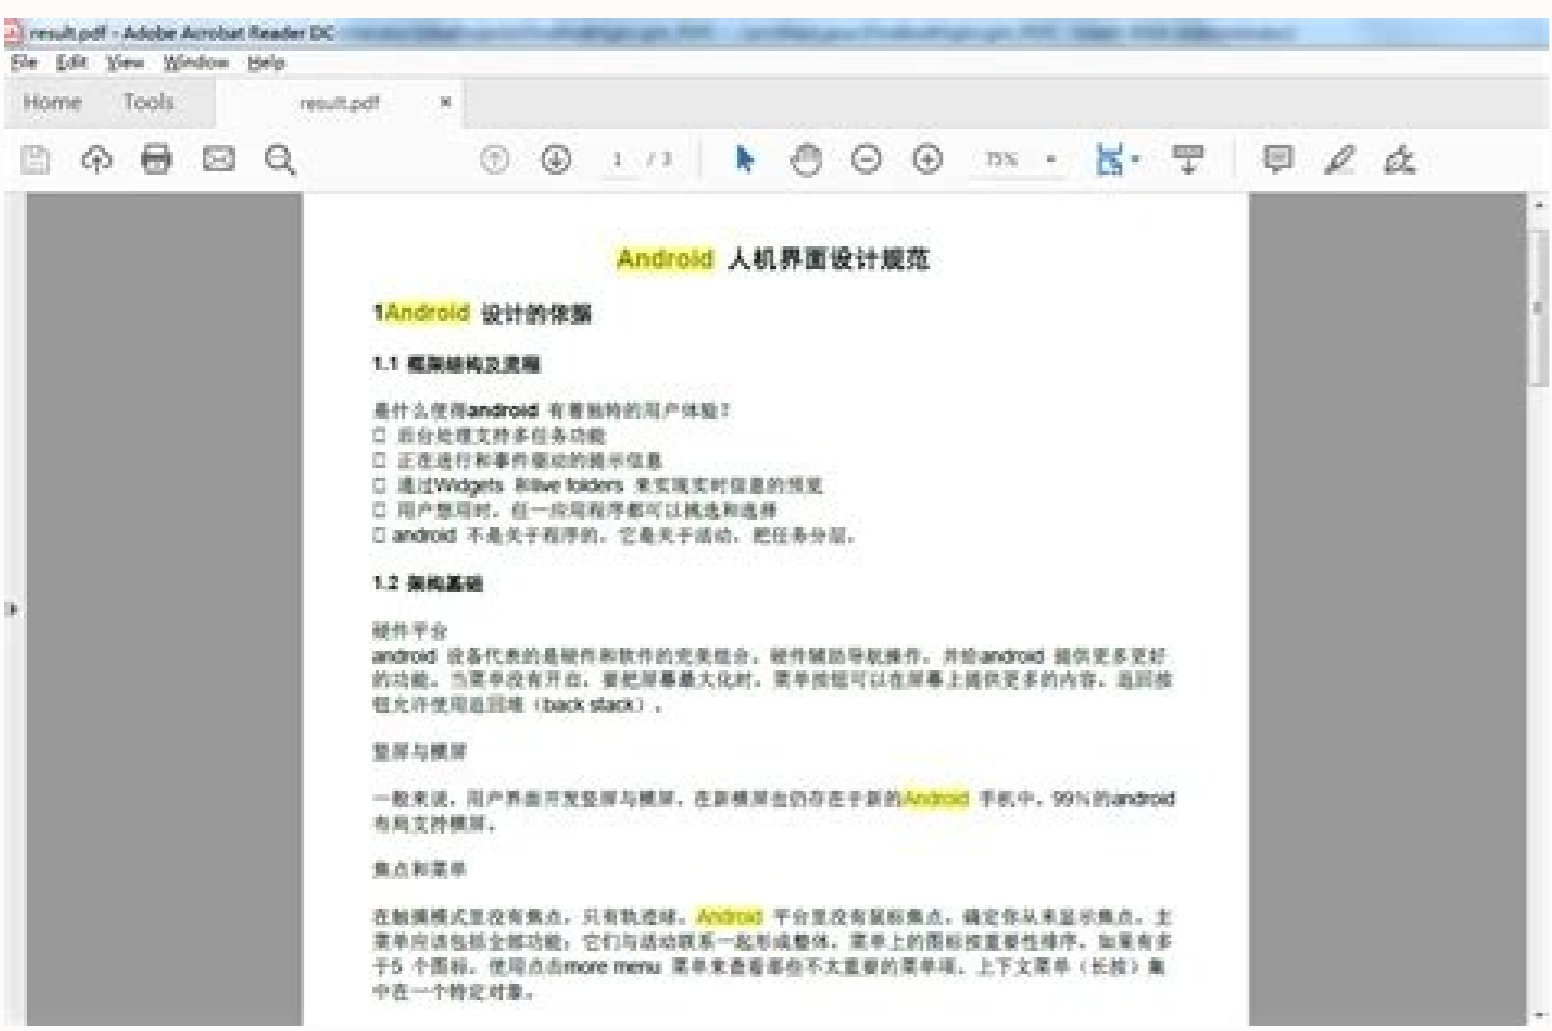 result.pdf - Adobe Acrobat Reader DC
File Edit View Window Help
Home Tools result.pdf ×
1 / 3 75%
Android 人机界面设计规范
1Android 设计的依据
1.1 框架结构及流程
是什么使得android 有着独特的用户体验?
□ 后台处理支持多任务功能
□ 正在进行和事件驱动的提示信息
□ 通过Widgets 和live folders 来实现实时信息的预览
□ 用户想用时,任一应用程序都可以挑选和选择
□ android 不是关于程序的,它是关于活动,把任务分层。
1.2 架构基础
硬件平台
android 设备代表的是硬件和软件的完美组合。硬件辅助导航操作,并给android 提供更多更好
的功能。当菜单没有开启,要把屏幕最大化时,菜单按钮可以在屏幕上提供更多的内容。返回按
钮允许使用返回堆(back stack)。
竖屏与横屏
一般来说,用户界面开发竖屏与横屏,在新横屏也仍存在于新的Android 手机中。99%的android
布局支持横屏。
焦点和菜单
在触摸模式里没有焦点,只有轨迹球。Android 平台里没有鼠标焦点,确定你从未显示焦点。主
菜单应该包括全部功能;它们与活动联系一起形成整体。菜单上的图标按重要性排序。如果有多
于5 个图标,使用点击more menu 菜单来查看那些不太重要的菜单项。上下文菜单(长按)集
中在一个特定对象。